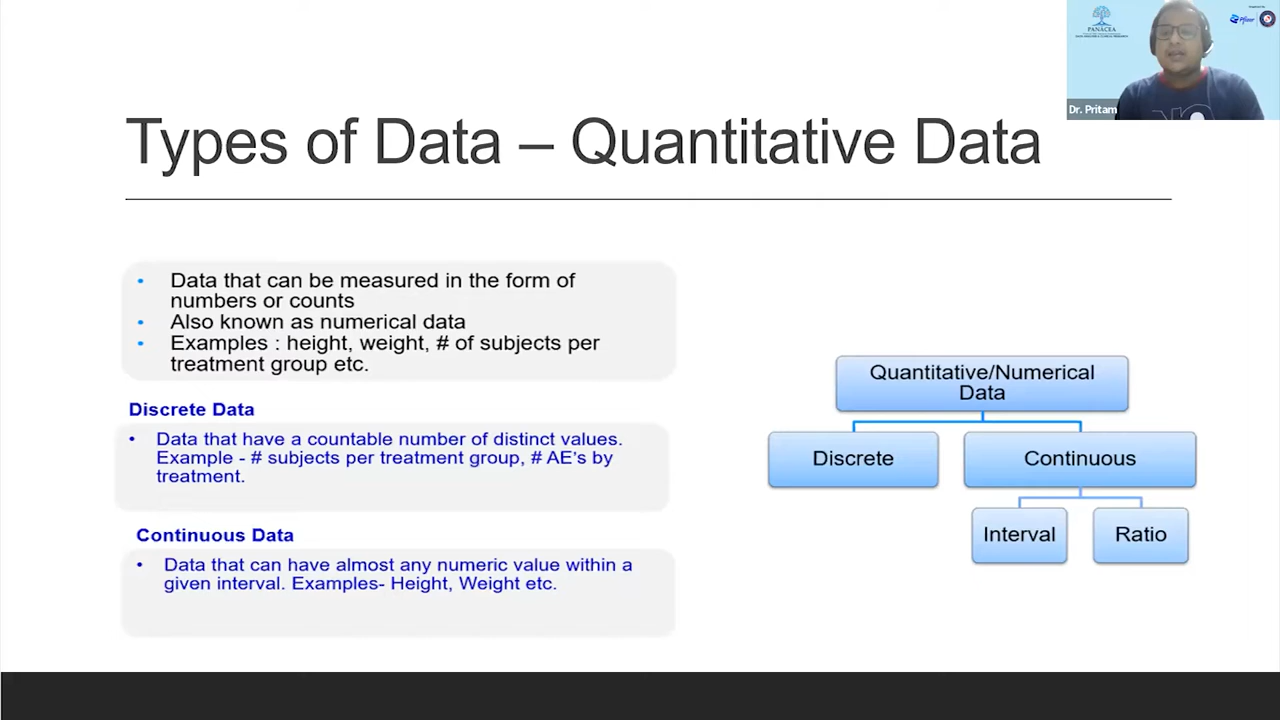 Types of Data – Quantitative Data
• Data that can be measured in the form of
numbers or counts
• Also known as numerical data
• Examples : height, weight, # of subjects per
treatment group etc.
Discrete Data
• Data that have a countable number of distinct values.
Example - # subjects per treatment group, # AE's by
treatment.
Continuous Data
• Data that can have almost any numeric value within a
given interval. Examples- Height, Weight etc.
Quantitative/Numerical
Data
Discrete
Continuous
Interval
Ratio
PANACEA
Pfizer
Dr. Pritam